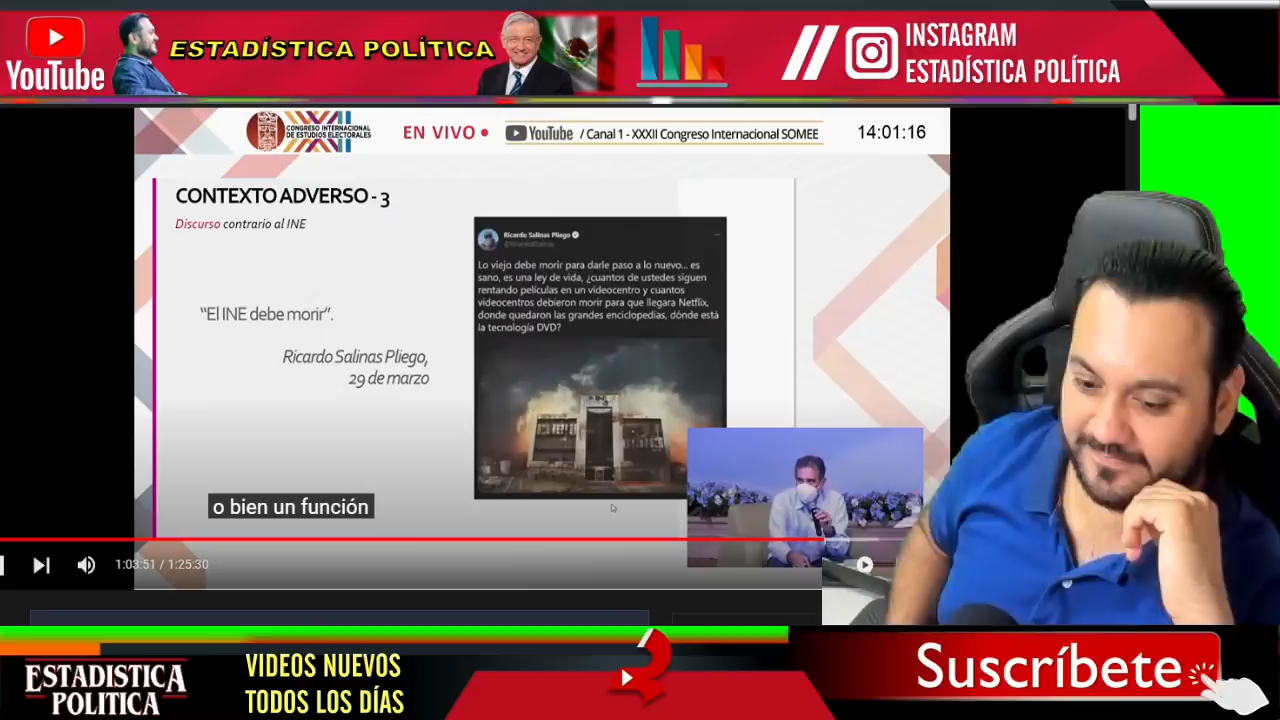 YouTube
ESTADÍSTICA POLÍTICA
INSTAGRAM
ESTADÍSTICA POLÍTICA
CONGRESO INTERNACIONAL
DE ESTUDIOS ELECTORALES
EN VIVO
YouTube / Canal 1 - XXXII Congreso Internacional SOMEE
14:01:16
CONTEXTO ADVERSO - 3
Discurso contrario al INE
Ricardo Salinas Pliego
Lo viejo debe morir para darle paso a lo nuevo... es
sano, es una ley de vida, ¿cuantos de ustedes siguen
rentando películas en un videocentro y cuantos
videocentros debieron morir para que llegara Netflix,
donde quedaron las grandes enciclopedias, dónde está
la tecnología DVD?
“El INE debe morir”.
Ricardo Salinas Pliego,
29 de marzo
o bien un función
1:03:51 / 1:25:30
ESTADISTICA
POLÍTICA
VIDEOS NUEVOS
TODOS LOS DÍAS
Suscríbete